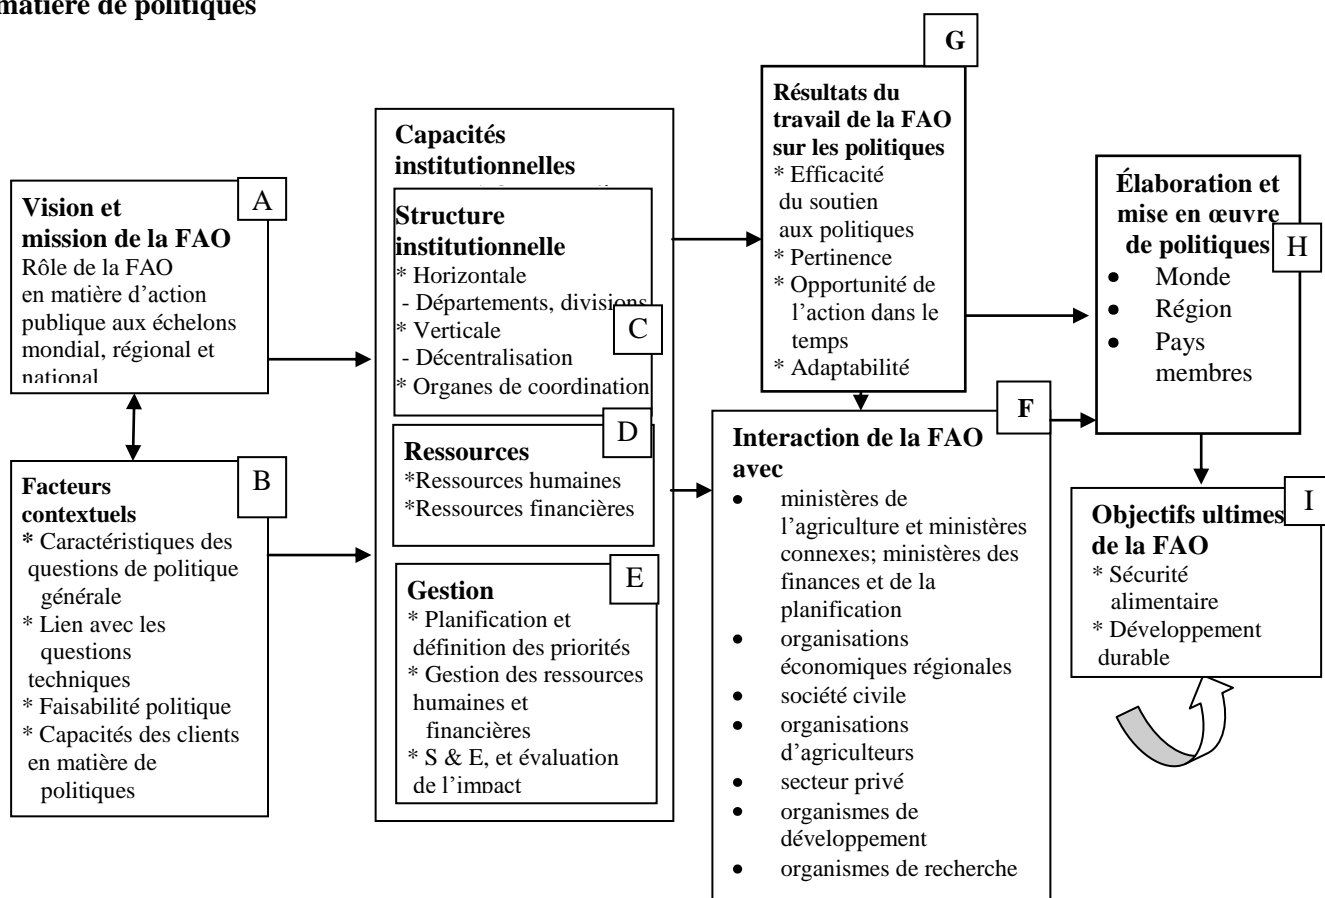 matière de politiques
A
Vision et
mission de la FAO
Rôle de la FAO
en matière d'action
publique aux échelons
mondial, régional et
national
B
Facteurs
contextuels
* Caractéristiques des
questions de politique
générale
* Lien avec les
questions
techniques
* Faisabilité politique
* Capacités des clients
en matière de
politiques
Capacités
institutionnelles
Structure
institutionnelle
* Horizontale
- Départements, divisions
* Verticale
- Décentralisation
* Organes de coordination
C
D
Ressources
*Ressources humaines
*Ressources financières
E
Gestion
* Planification et
définition des priorités
* Gestion des ressources
humaines et
financières
* S & E, et évaluation
de l'impact
G
Résultats du
travail de la FAO
sur les politiques
* Efficacité
du soutien
aux politiques
* Pertinence
* Opportunité de
l'action dans le
temps
* Adaptabilité
F
Interaction de la FAO
avec
• ministères de
l'agriculture et ministères
connexes; ministères des
finances et de la
planification
• organisations
économiques régionales
• société civile
• organisations
d'agriculteurs
• secteur privé
• organismes de
développement
• organismes de recherche
Élaboration et
mise en œuvre
de politiques
H
• Monde
• Région
• Pays
membres
I
Objectifs ultimes
de la FAO
* Sécurité
alimentaire
* Développement
durable